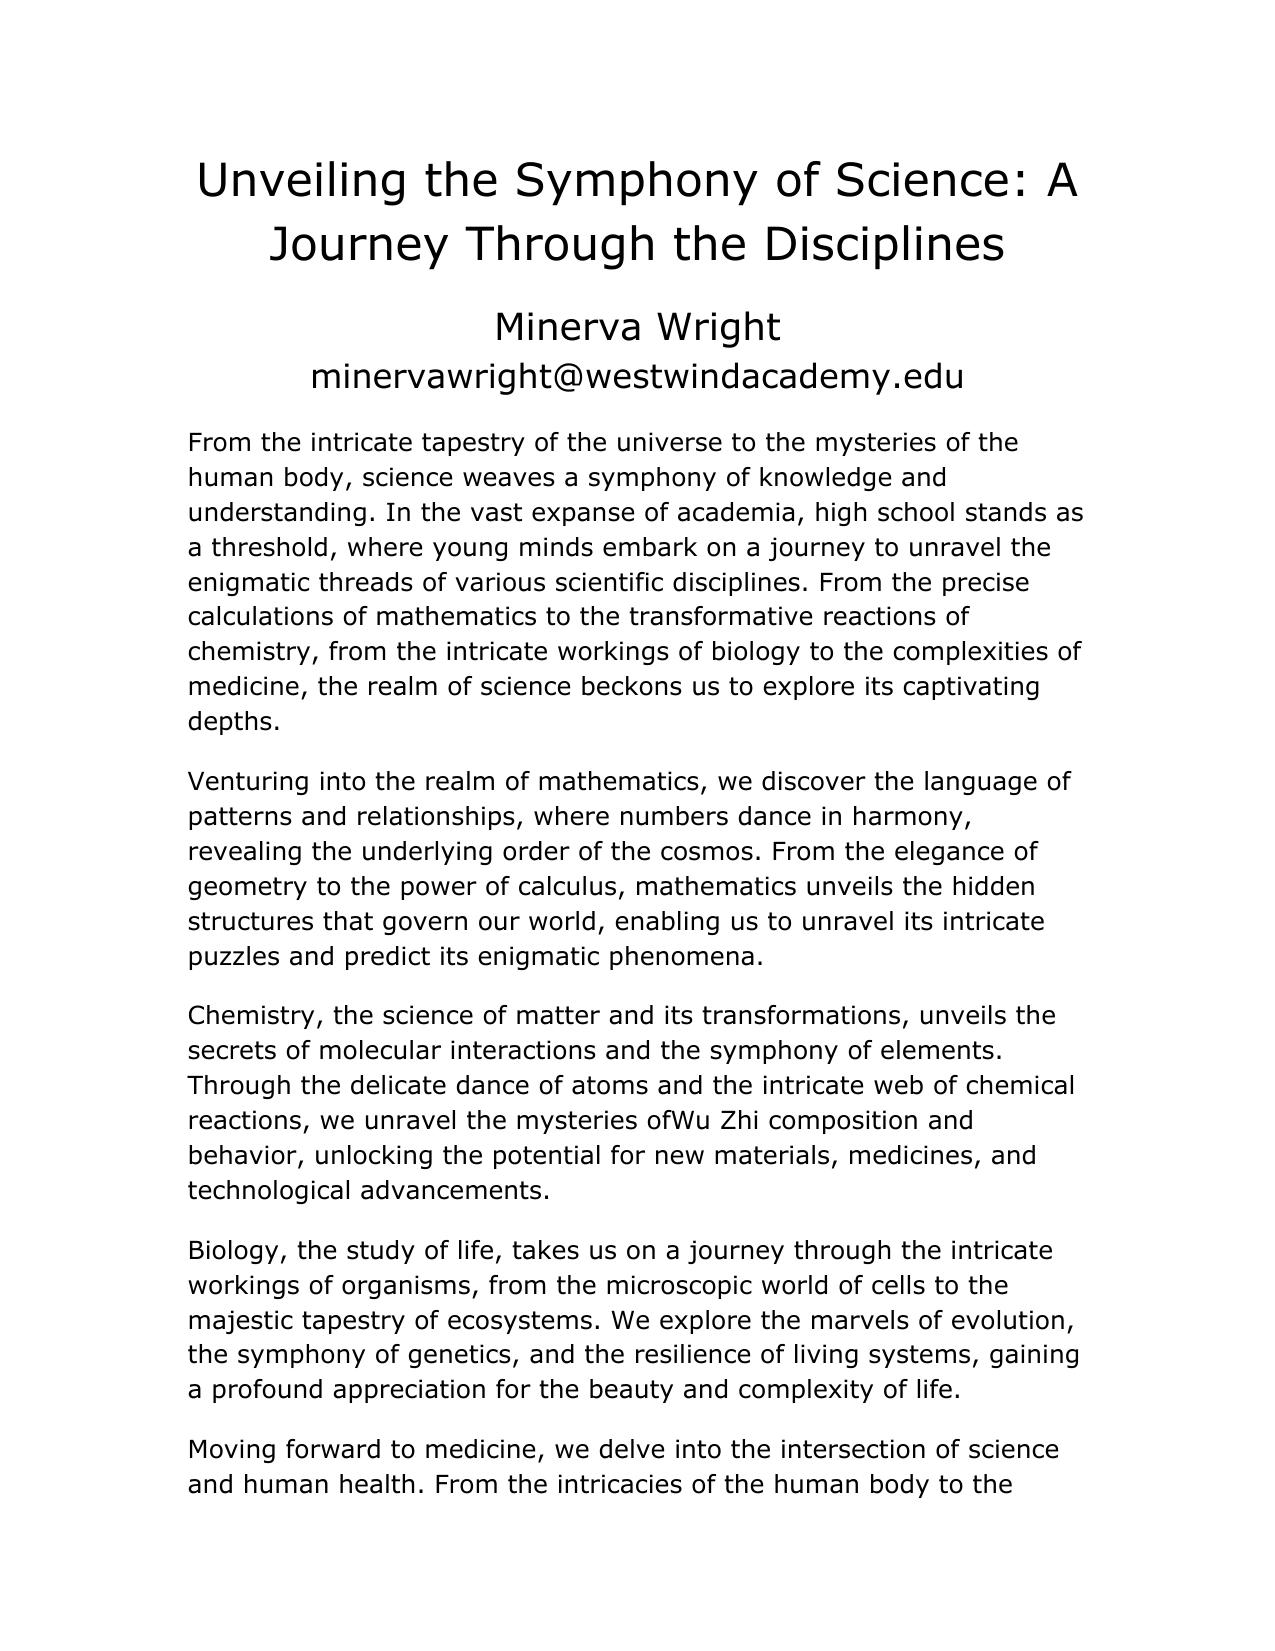 Unveiling the Symphony of Science: A
Journey Through the Disciplines
Minerva Wright
minervawright@westwindacademy.edu
From the intricate tapestry of the universe to the mysteries of the
human body, science weaves a symphony of knowledge and
understanding. In the vast expanse of academia, high school stands as
a threshold, where young minds embark on a journey to unravel the
enigmatic threads of various scientific disciplines. From the precise
calculations of mathematics to the transformative reactions of
chemistry, from the intricate workings of biology to the complexities of
medicine, the realm of science beckons us to explore its captivating
depths.
Venturing into the realm of mathematics, we discover the language of
patterns and relationships, where numbers dance in harmony,
revealing the underlying order of the cosmos. From the elegance of
geometry to the power of calculus, mathematics unveils the hidden
structures that govern our world, enabling us to unravel its intricate
puzzles and predict its enigmatic phenomena.
Chemistry, the science of matter and its transformations, unveils the
secrets of molecular interactions and the symphony of elements.
Through the delicate dance of atoms and the intricate web of chemical
reactions, we unravel the mysteries ofWu Zhi composition and
behavior, unlocking the potential for new materials, medicines, and
technological advancements.
Biology, the study of life, takes us on a journey through the intricate
workings of organisms, from the microscopic world of cells to the
majestic tapestry of ecosystems. We explore the marvels of evolution,
the symphony of genetics, and the resilience of living systems, gaining
a profound appreciation for the beauty and complexity of life.
Moving forward to medicine, we delve into the intersection of science
and human health. From the intricacies of the human body to the